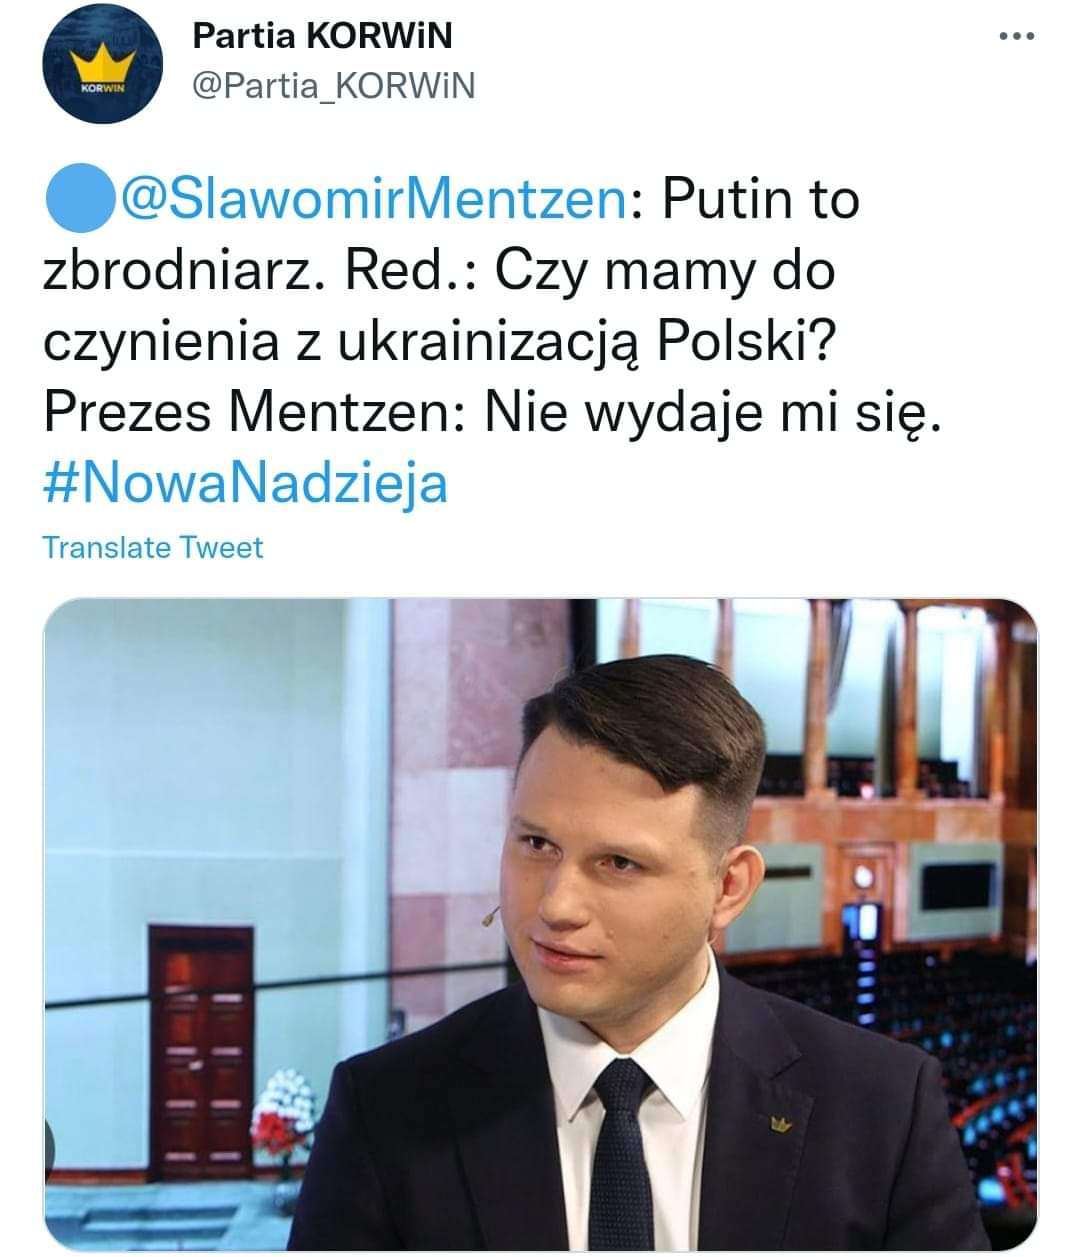 Partia KORWiN
@Partia_KORWiN
KORWIN
@SlawomirMentzen: Putin to
zbrodniarz. Red.: Czy mamy do
czynienia z ukrainizacją Polski?
Prezes Mentzen: Nie wydaje mi się.
#NowaNadzieja
Translate Tweet